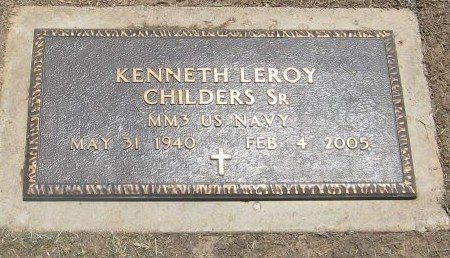 KENNETH LEROY
CHILDERS SR
MM3 US NAVY
MAY 31 1940 FEB 4 2005